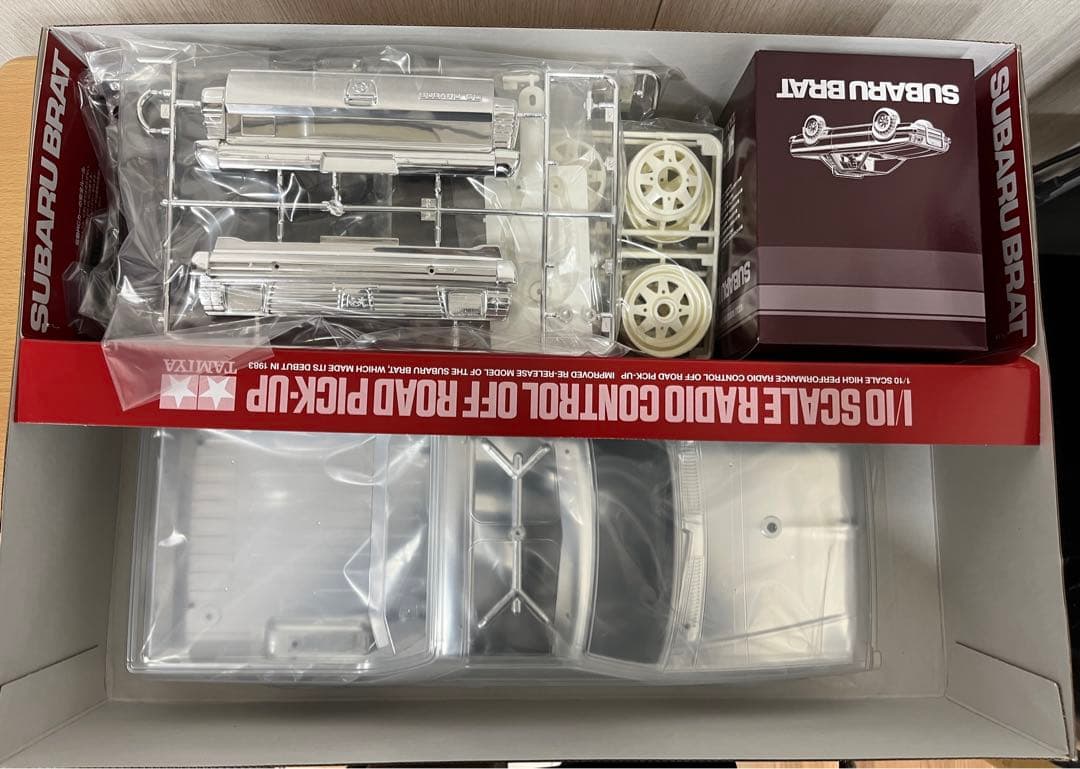 SUBARU BRAT
SUBARU BRAT
SUBARU BRAT
SUBARU
1/10 SCALE HIGH PERFORMANCE RADIO CONTROL OFF ROAD PICK-UP IMPROVED RE-RELEASE MODEL OF THE SUBARU BRAT, WHICH MADE ITS DEBUT IN 1983
1/10 SCALE RADIO CONTROL OFF ROAD PICK-UP
TAMIYA